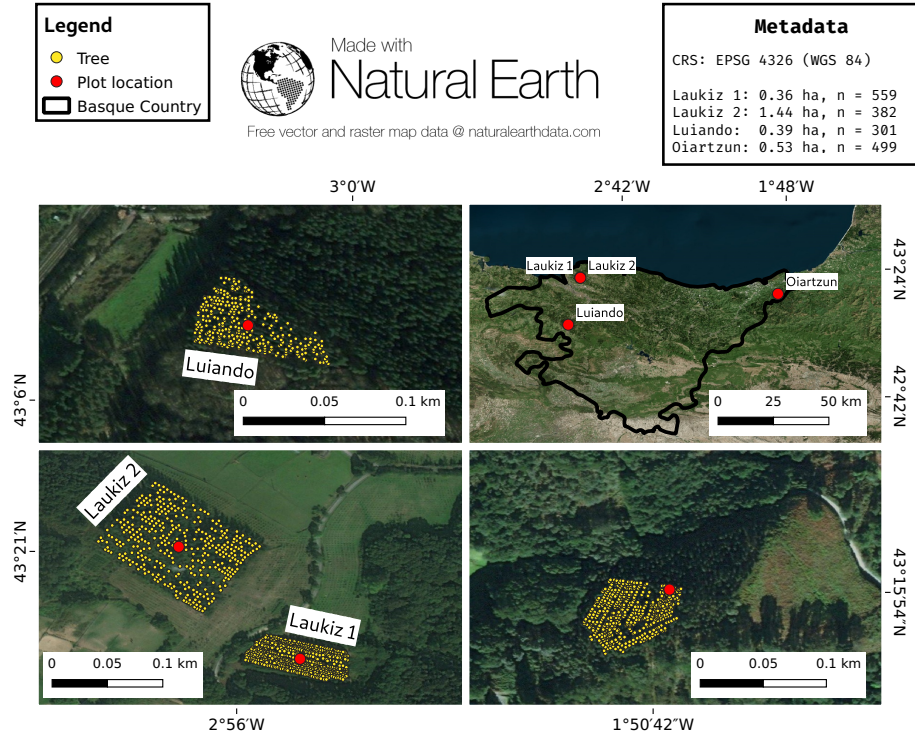 Legend
Tree
Plot location
Basque Country
Made with
Natural Earth
Free vector and raster map data @ naturalearthdata.com
Metadata
CRS: EPSG 4326 (WGS 84)
Laukiz 1: 0.36 ha, n = 559
Laukiz 2: 1.44 ha, n = 382
Luiando: 0.39 ha, n = 301
Oiartzun: 0.53 ha, n = 499
3°0′W
2°42′W
1°48′W
43°6′N
Luiando
0 0.05 0.1 km
Laukiz 1
Laukiz 2
Oiartzun
Luiando
0 25 50 km
43°24′N
42°42′N
43°21′N
Laukiz 2
Laukiz 1
0 0.05 0.1 km
0 0.05 0.1 km
43°15′54″N
2°56′W
1°50′42″W